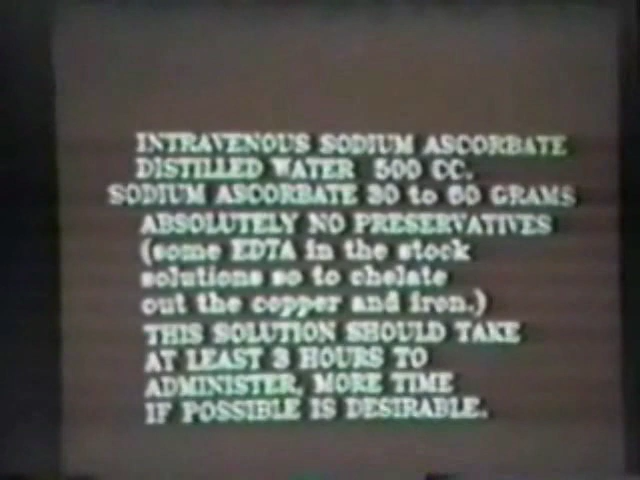 INTRAVENOUS SODIUM ASCORBATE
DISTILLED WATER 500 CC.
SODIUM ASCORBATE 30 to 60 GRAMS
ABSOLUTELY NO PRESERVATIVES
(some EDTA in the stock
solutions so to chelate
out the copper and iron.)
THIS SOLUTION SHOULD TAKE
AT LEAST 3 HOURS TO
ADMINISTER, MORE TIME
IF POSSIBLE IS DESIRABLE.